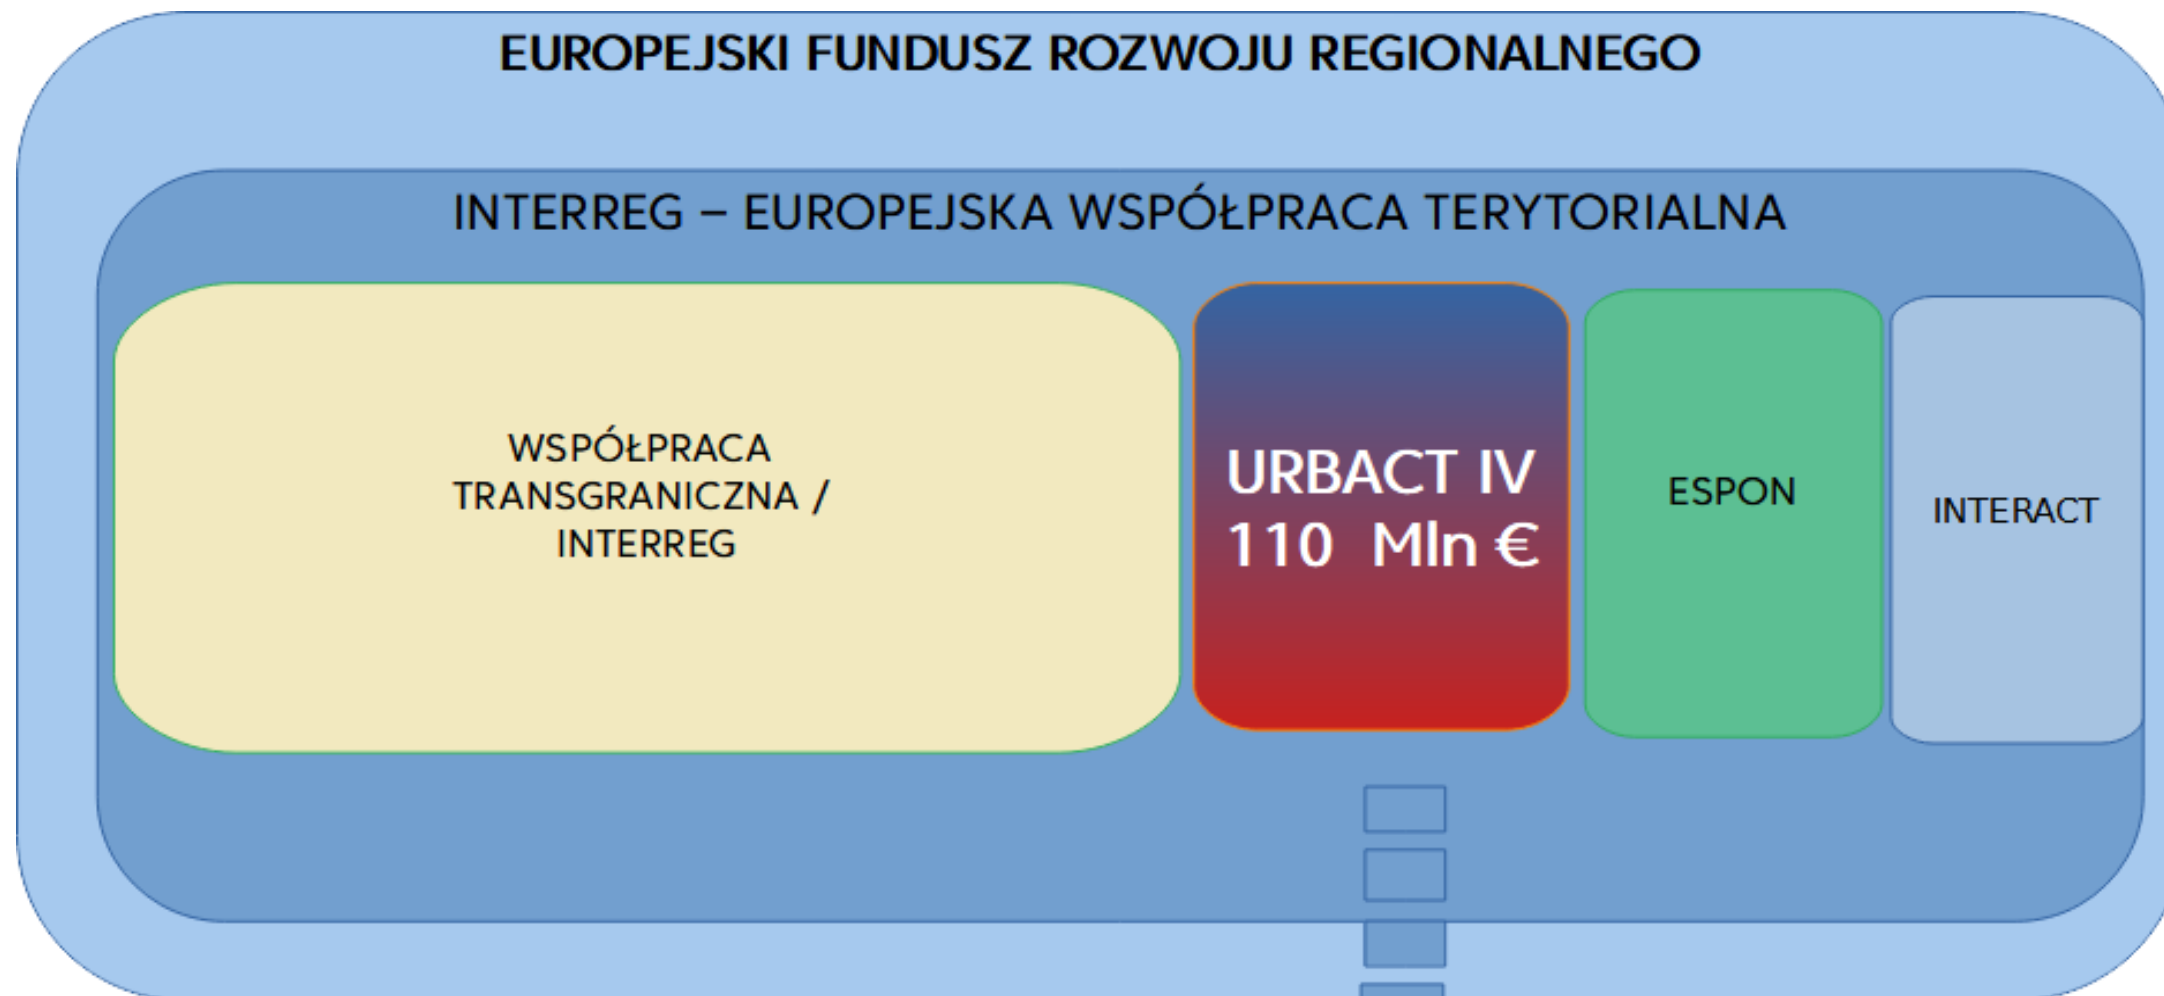 EUROPEJSKI FUNDUSZ ROZWOJU REGIONALNEGO
INTERREG – EUROPEJSKA WSPÓŁPRACA TERYTORIALNA
WSPÓŁPRACA
TRANSGRANICZNA /
INTERREG
URBACT IV
110 Mln €
ESPON
INTERACT